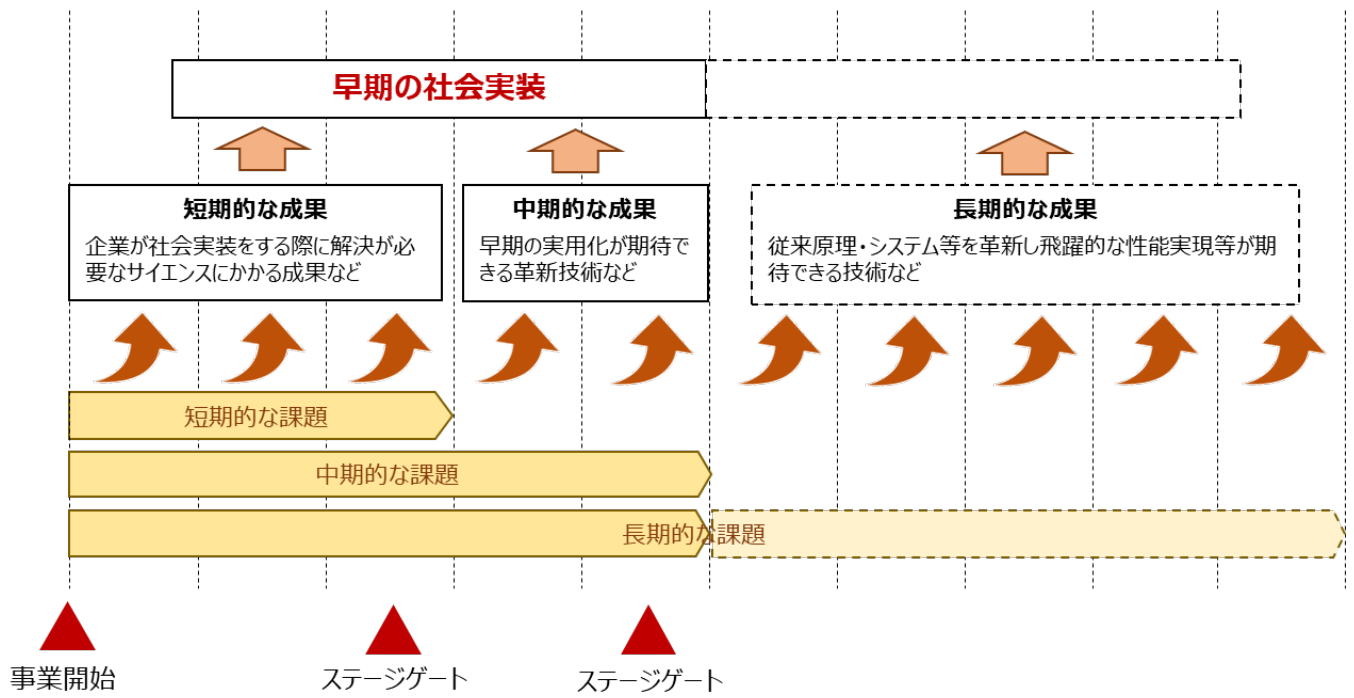 早期の社会実装
短期的な成果
企業が社会実装をする際に解決が必
要なサイエンスにかかる成果など
中期的な成果
早期の実用化が期待で
きる革新技術など
長期的な成果
従来原理・システム等を革新し飛躍的な性能実現等が期
待できる技術など
短期的な課題
中期的な課題
長期的な課題
事業開始
ステージゲート
ステージゲート